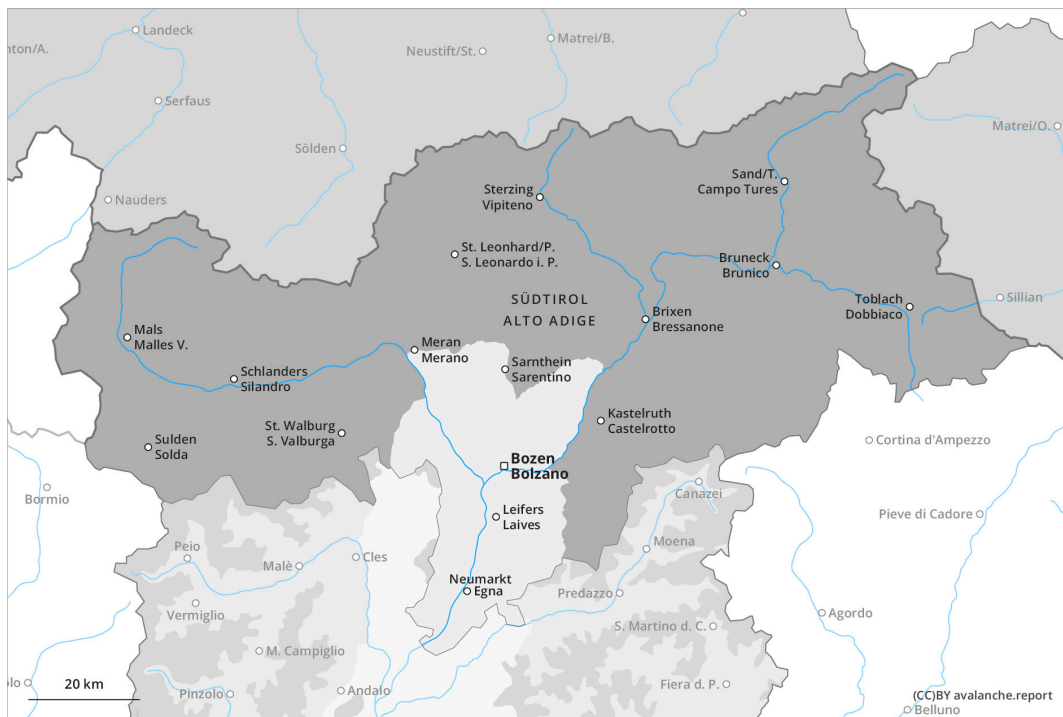 Landeck
nton/A.
Neustift/St.
Matrei/B.
Serfaus
Sölden
Matrei/O.
Nauders
Sand/T.
Campo Tures
Sterzing
Vipiteno
St. Leonhard/P.
S. Leonardo i. P.
Bruneck
Brunico
SÜDTIROL
ALTO ADIGE
Toblach
Dobbiaco
Sillian
Brixen
Bressanone
Mals
Malles V.
Meran
Merano
Sarnthein
Sarentino
Schlanders
Silandro
Kastelruth
Castelrotto
St. Walburg
S. Valburga
Sulden
Solda
Cortina d'Ampezzo
Bozen
Bolzano
Bormio
Canazei
Leifers
Laives
Pieve di Cadore
Peio
Malè
Cles
Moena
Neumarkt
Egna
Predazzo
Vermiglio
Agordo
S. Martino d. C.
M. Campiglio
olo
20 km
Pinzolo
Andalo
Fiera d. P.
(CC)BY avalanche.report
Belluno